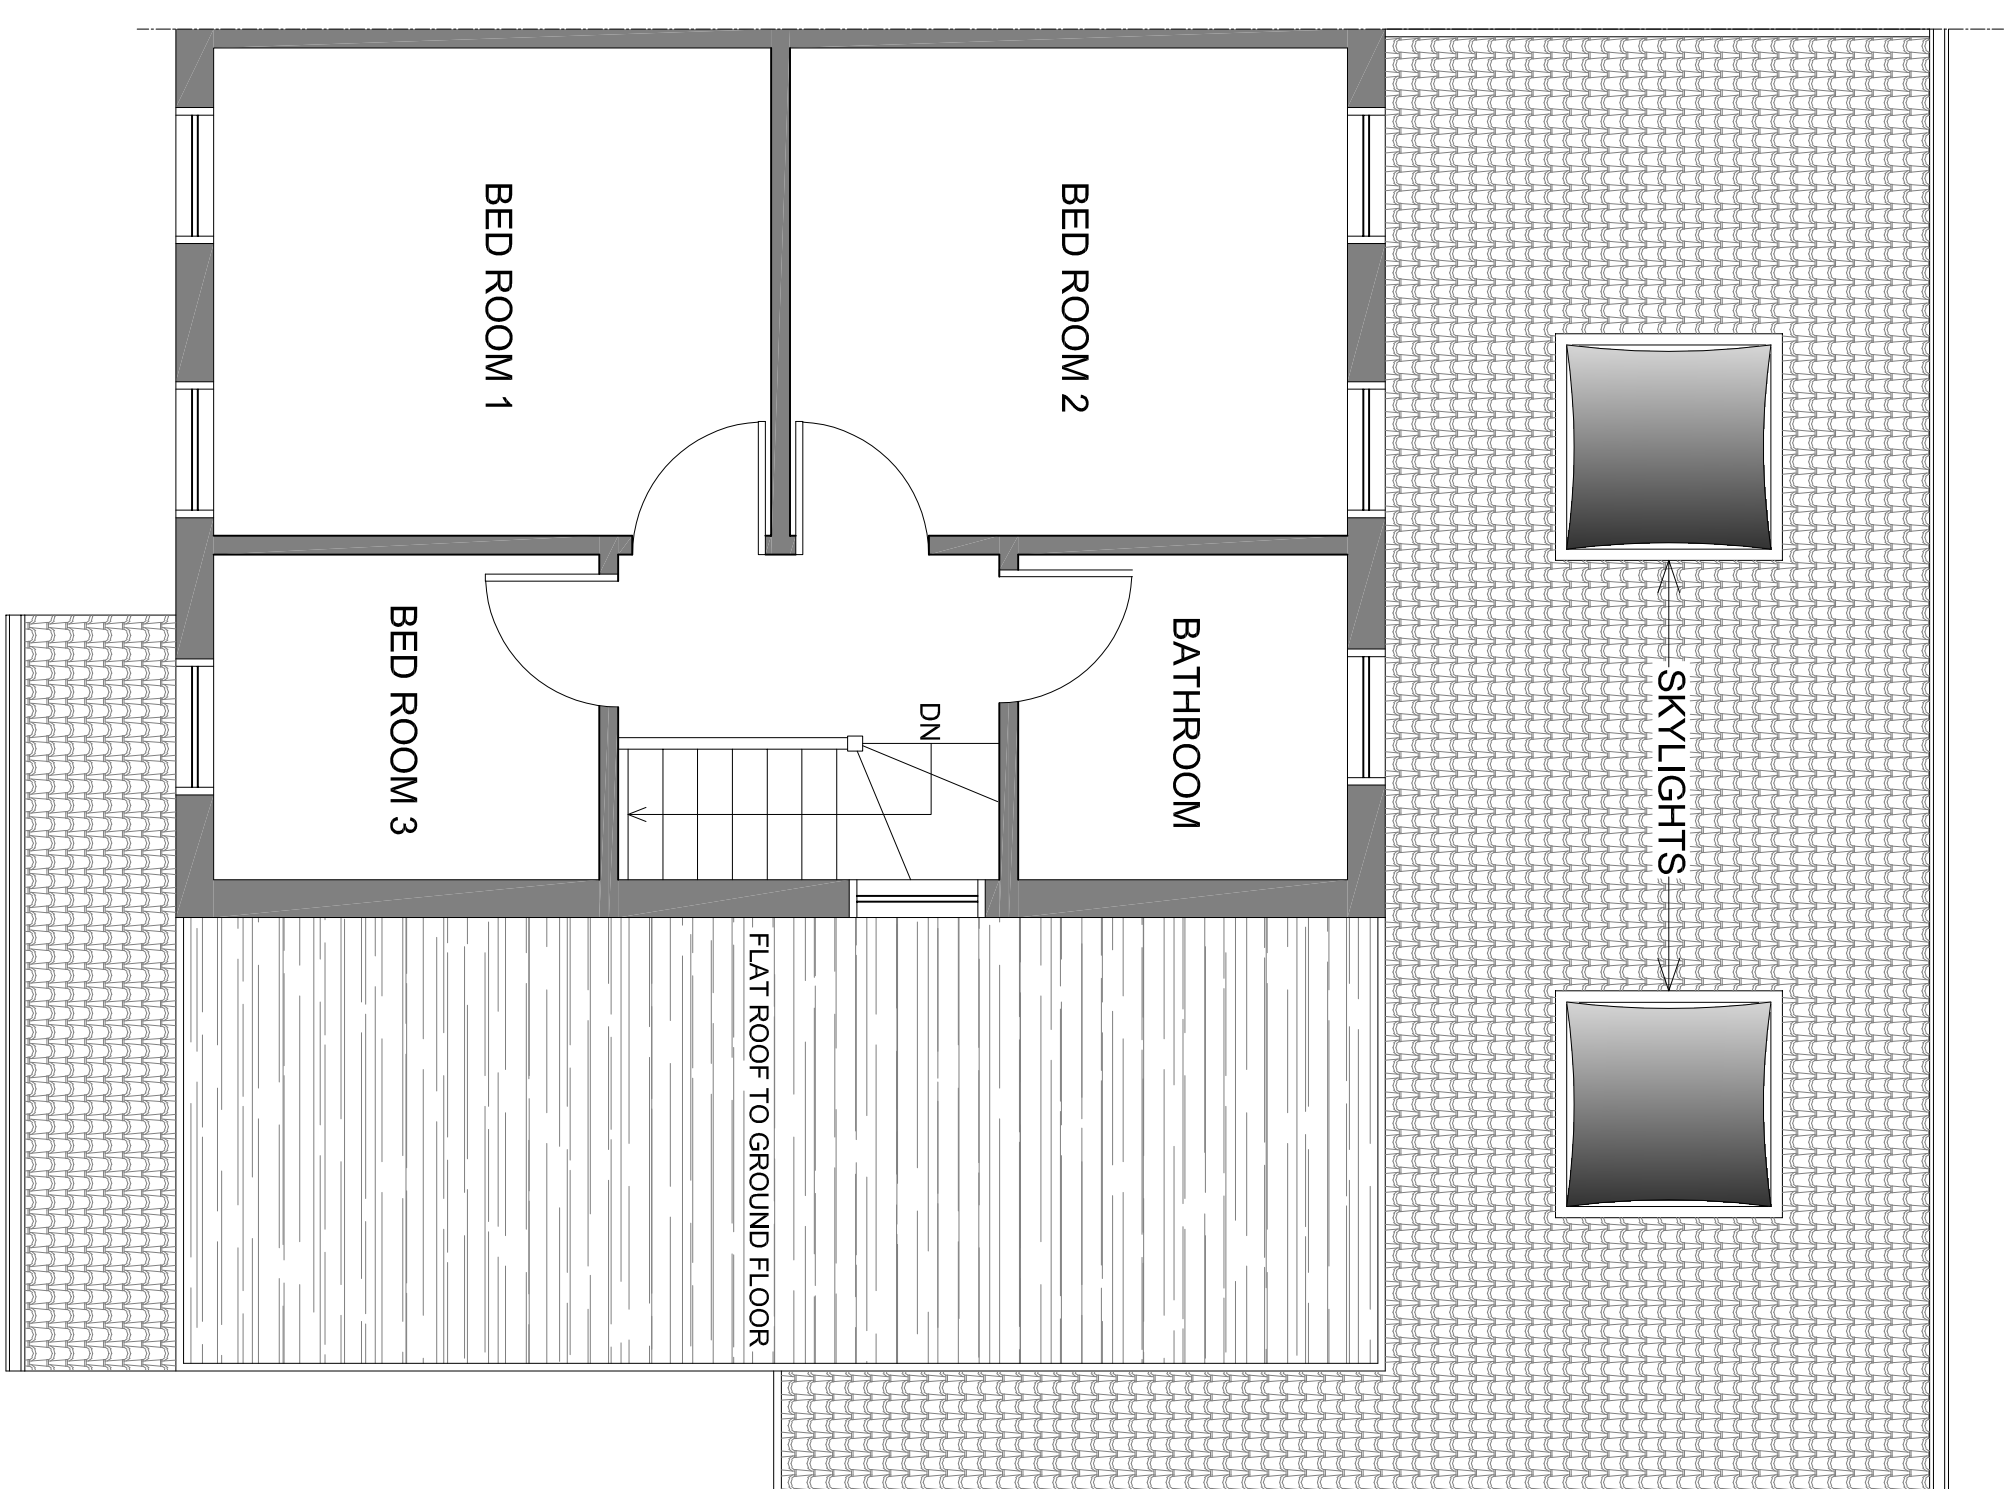 BED ROOM 1
BED ROOM 2
BED ROOM 3
DN
BATHROOM
SKYLIGHTS
FLAT ROOF TO GROUND FLOOR